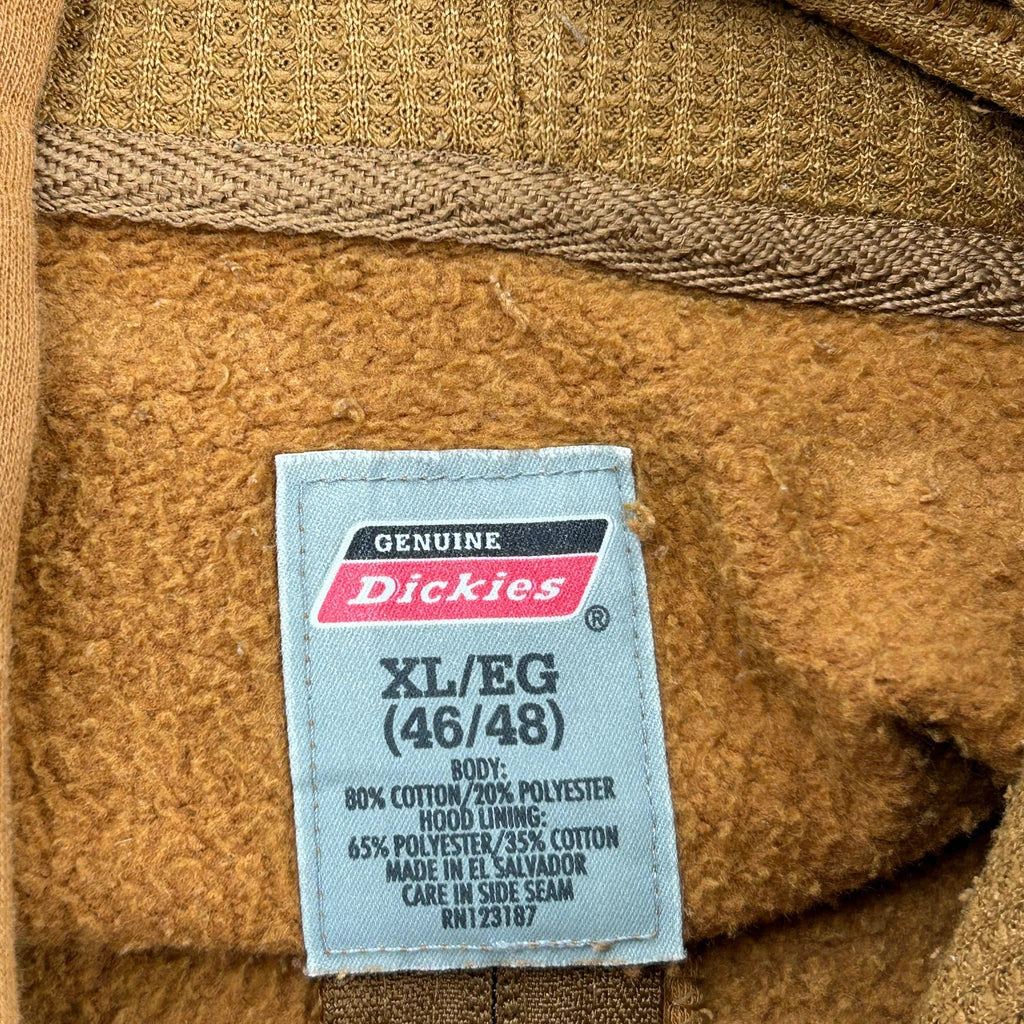 GENUINE
Dickies
®
XL/EG
(46/48)
BODY:
80% COTTON/20% POLYESTER
HOOD LINING:
65% POLYESTER/35% COTTON
MADE IN EL SALVADOR
CARE IN SIDE SEAM
RN123187